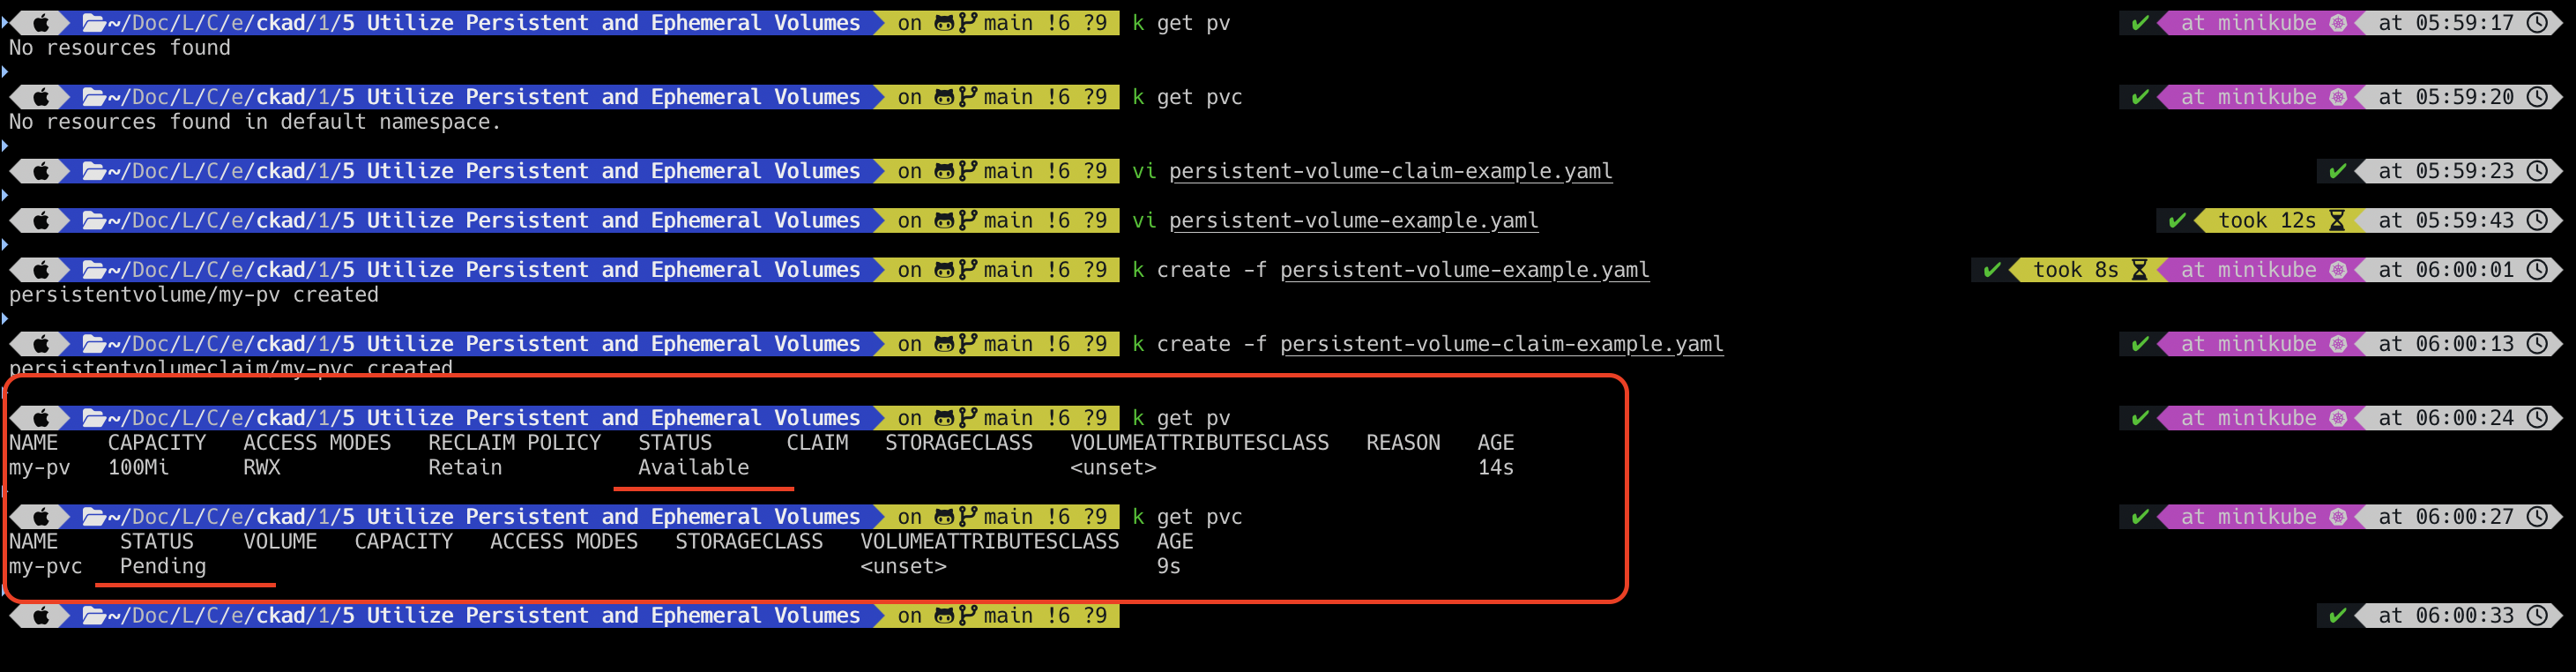 ~/Doc/L/C/e/ckad/1/5 Utilize Persistent and Ephemeral Volumes on main !6 ?9 k get pv ✔ at minikube at 05:59:17
No resources found
~/Doc/L/C/e/ckad/1/5 Utilize Persistent and Ephemeral Volumes on main !6 ?9 k get pvc ✔ at minikube at 05:59:20
No resources found in default namespace.
~/Doc/L/C/e/ckad/1/5 Utilize Persistent and Ephemeral Volumes on main !6 ?9 vi persistent-volume-claim-example.yaml ✔ at 05:59:23
~/Doc/L/C/e/ckad/1/5 Utilize Persistent and Ephemeral Volumes on main !6 ?9 vi persistent-volume-example.yaml ✔ took 12s at 05:59:43
~/Doc/L/C/e/ckad/1/5 Utilize Persistent and Ephemeral Volumes on main !6 ?9 k create -f persistent-volume-example.yaml ✔ took 8s at minikube at 06:00:01
persistentvolume/my-pv created
~/Doc/L/C/e/ckad/1/5 Utilize Persistent and Ephemeral Volumes on main !6 ?9 k create -f persistent-volume-claim-example.yaml ✔ at minikube at 06:00:13
persistentvolumeclaim/my-pvc created
~/Doc/L/C/e/ckad/1/5 Utilize Persistent and Ephemeral Volumes on main !6 ?9 k get pv ✔ at minikube at 06:00:24
NAME CAPACITY ACCESS MODES RECLAIM POLICY STATUS CLAIM STORAGECLASS VOLUMEATTRIBUTESCLASS REASON AGE
my-pv 100Mi RWX Retain Available <unset> 14s
~/Doc/L/C/e/ckad/1/5 Utilize Persistent and Ephemeral Volumes on main !6 ?9 k get pvc ✔ at minikube at 06:00:27
NAME STATUS VOLUME CAPACITY ACCESS MODES STORAGECLASS VOLUMEATTRIBUTESCLASS AGE
my-pvc Pending <unset> 9s
~/Doc/L/C/e/ckad/1/5 Utilize Persistent and Ephemeral Volumes on main !6 ?9 ✔ at 06:00:33